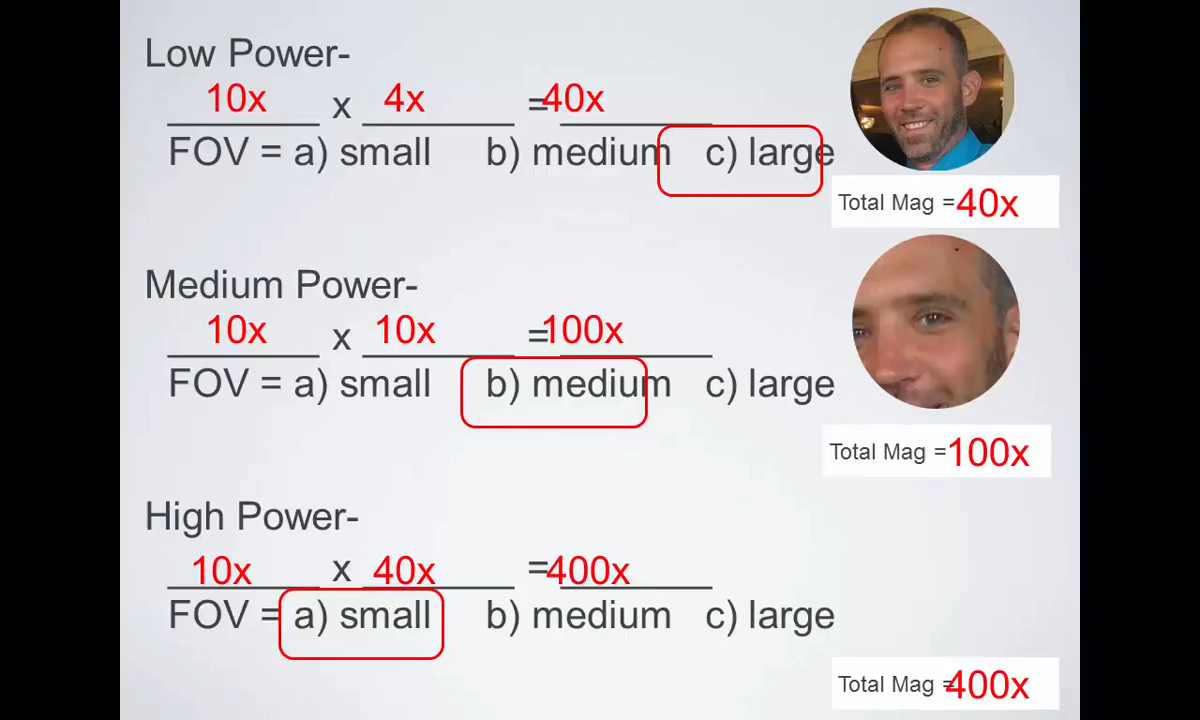 Low Power-
10x x 4x =40x
FOV = a) small b) medium c) large
Total Mag =40x
Medium Power-
10x x 10x =100x
FOV = a) small b) medium c) large
Total Mag =100x
High Power-
10x x 40x =400x
FOV = a) small b) medium c) large
Total Mag =400x